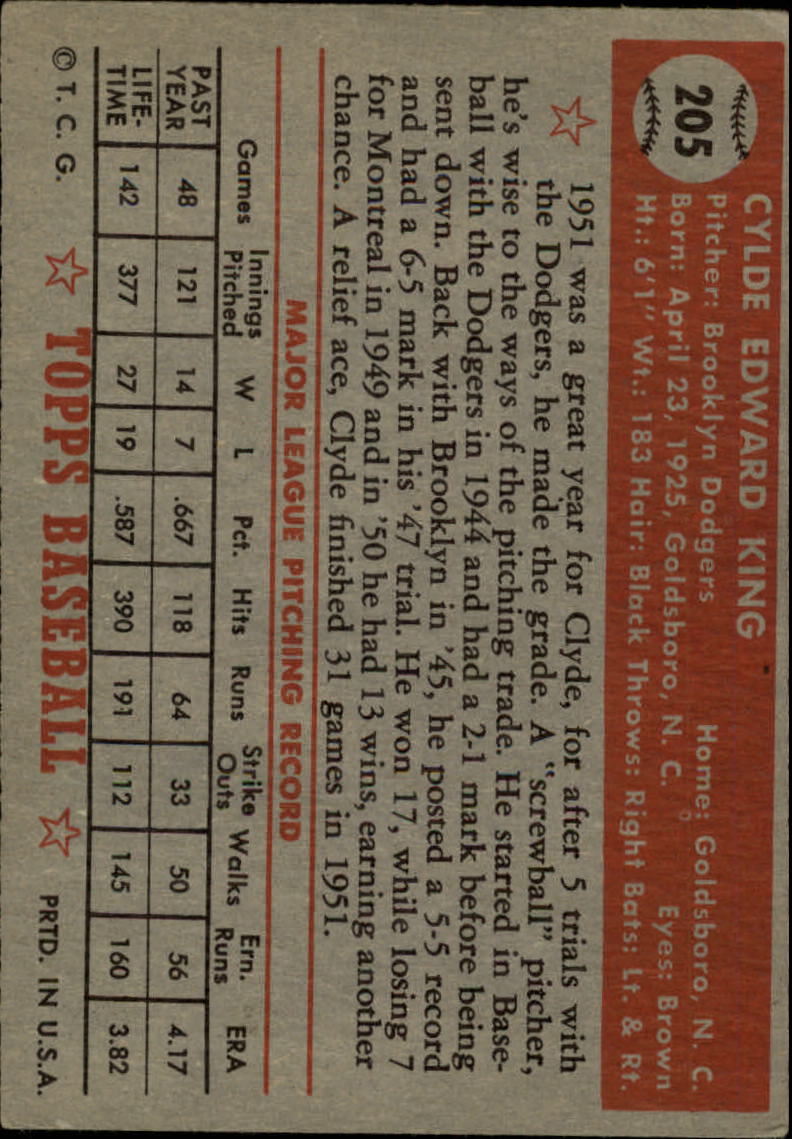 205
CYLDE EDWARD KING
Pitcher: Brooklyn Dodgers Home: Goldsboro, N. C.
Born: April 23, 1925, Goldsboro, N. C. Eyes: Brown
Ht.: 6'1" Wt.: 183 Hair: Black Throws: Right Bats: Lt. & Rt.
1951 was a great year for Clyde, for after 5 trials with
the Dodgers, he made the grade. A "screwball" pitcher,
he's wise to the ways of the pitching trade. He started in Base-
ball with the Dodgers in 1944 and had a 2-1 mark before being
sent down. Back with Brooklyn in '45, he posted a 5-5 record
and had a 6-5 mark in his '47 trial. He won 17, while losing 7
for Montreal in 1949 and in '50 he had 13 wins, earning another
chance. A relief ace, Clyde finished 31 games in 1951.
MAJOR LEAGUE PITCHING RECORD
Games Innings Pitched W L Pct. Hits Runs Strike Outs Walks Ern. Runs ERA
PAST YEAR 48 121 14 7 .667 118 64 33 50 56 4.17
LIFE-TIME 142 377 27 19 .587 390 191 112 145 160 3.82
© T. C. G. TOPPS BASEBALL PRTD. IN U.S.A.